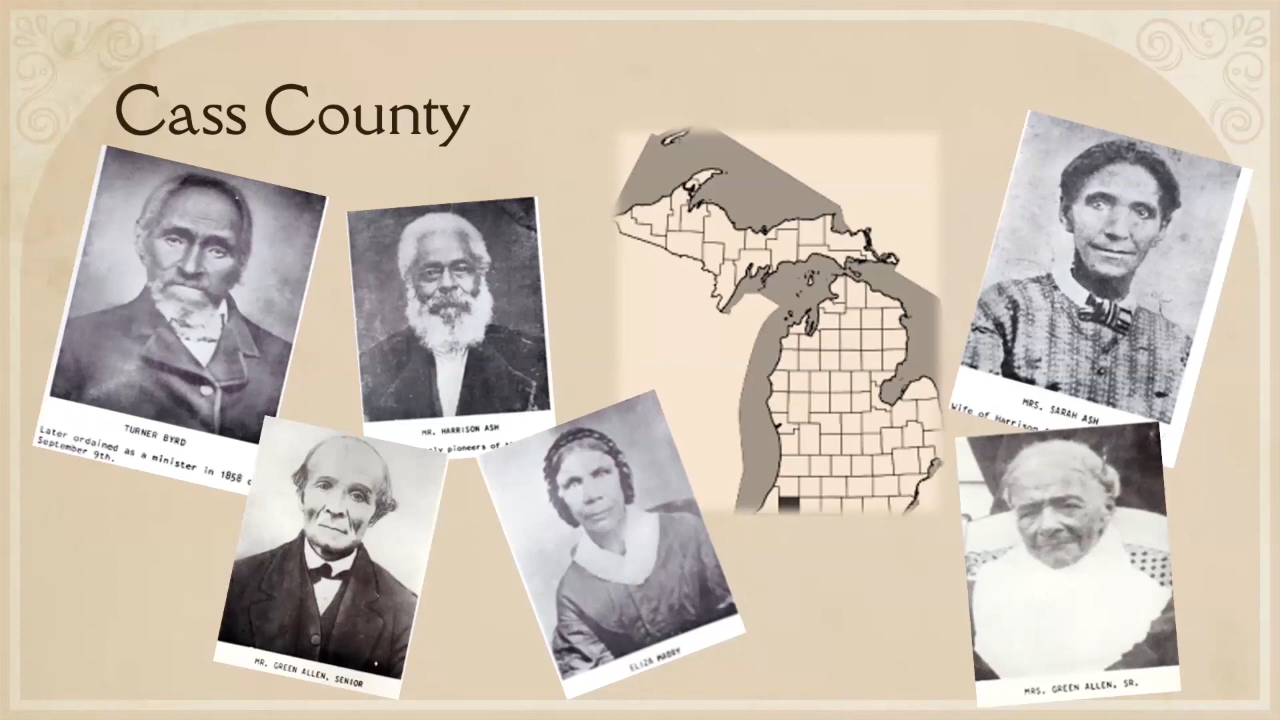 Cass County
TURNER BYRD
Later ordained as a minister in 1858
September 9th.
MR. HARRISON ASH
pioneers of
MRS. SARAH ASH
Wife of Harrison
MR. GREEN ALLEN, SENIOR
ELIZA MADRY
MRS. GREEN ALLEN, SR.